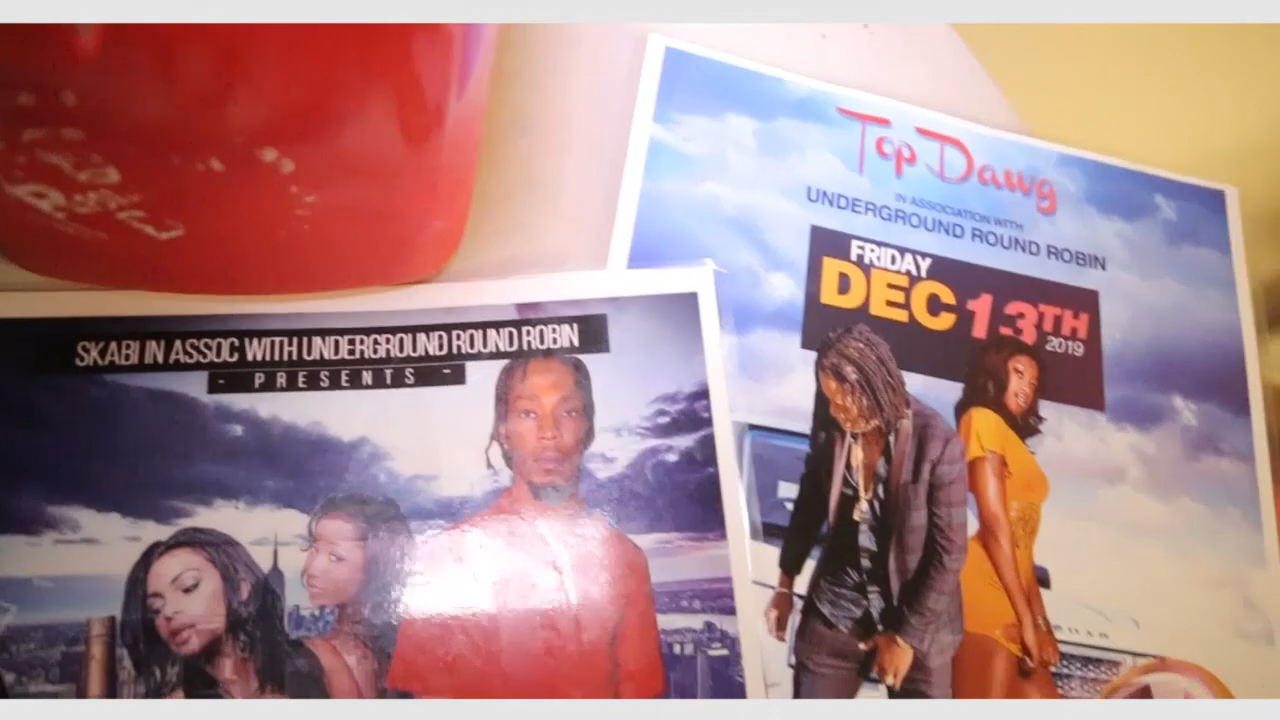 SKABI IN ASSOC WITH UNDERGROUND ROUND ROBIN
- PRESENTS -
Top Dawg
IN ASSOCIATION WITH
UNDERGROUND ROUND ROBIN
FRIDAY
DEC 13TH
2019